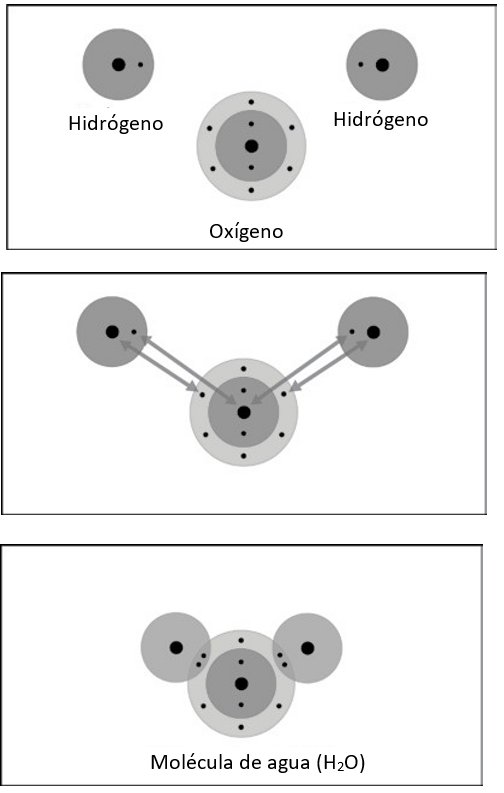 Hidrógeno
Hidrógeno
Oxígeno
Molécula de agua (H₂O)